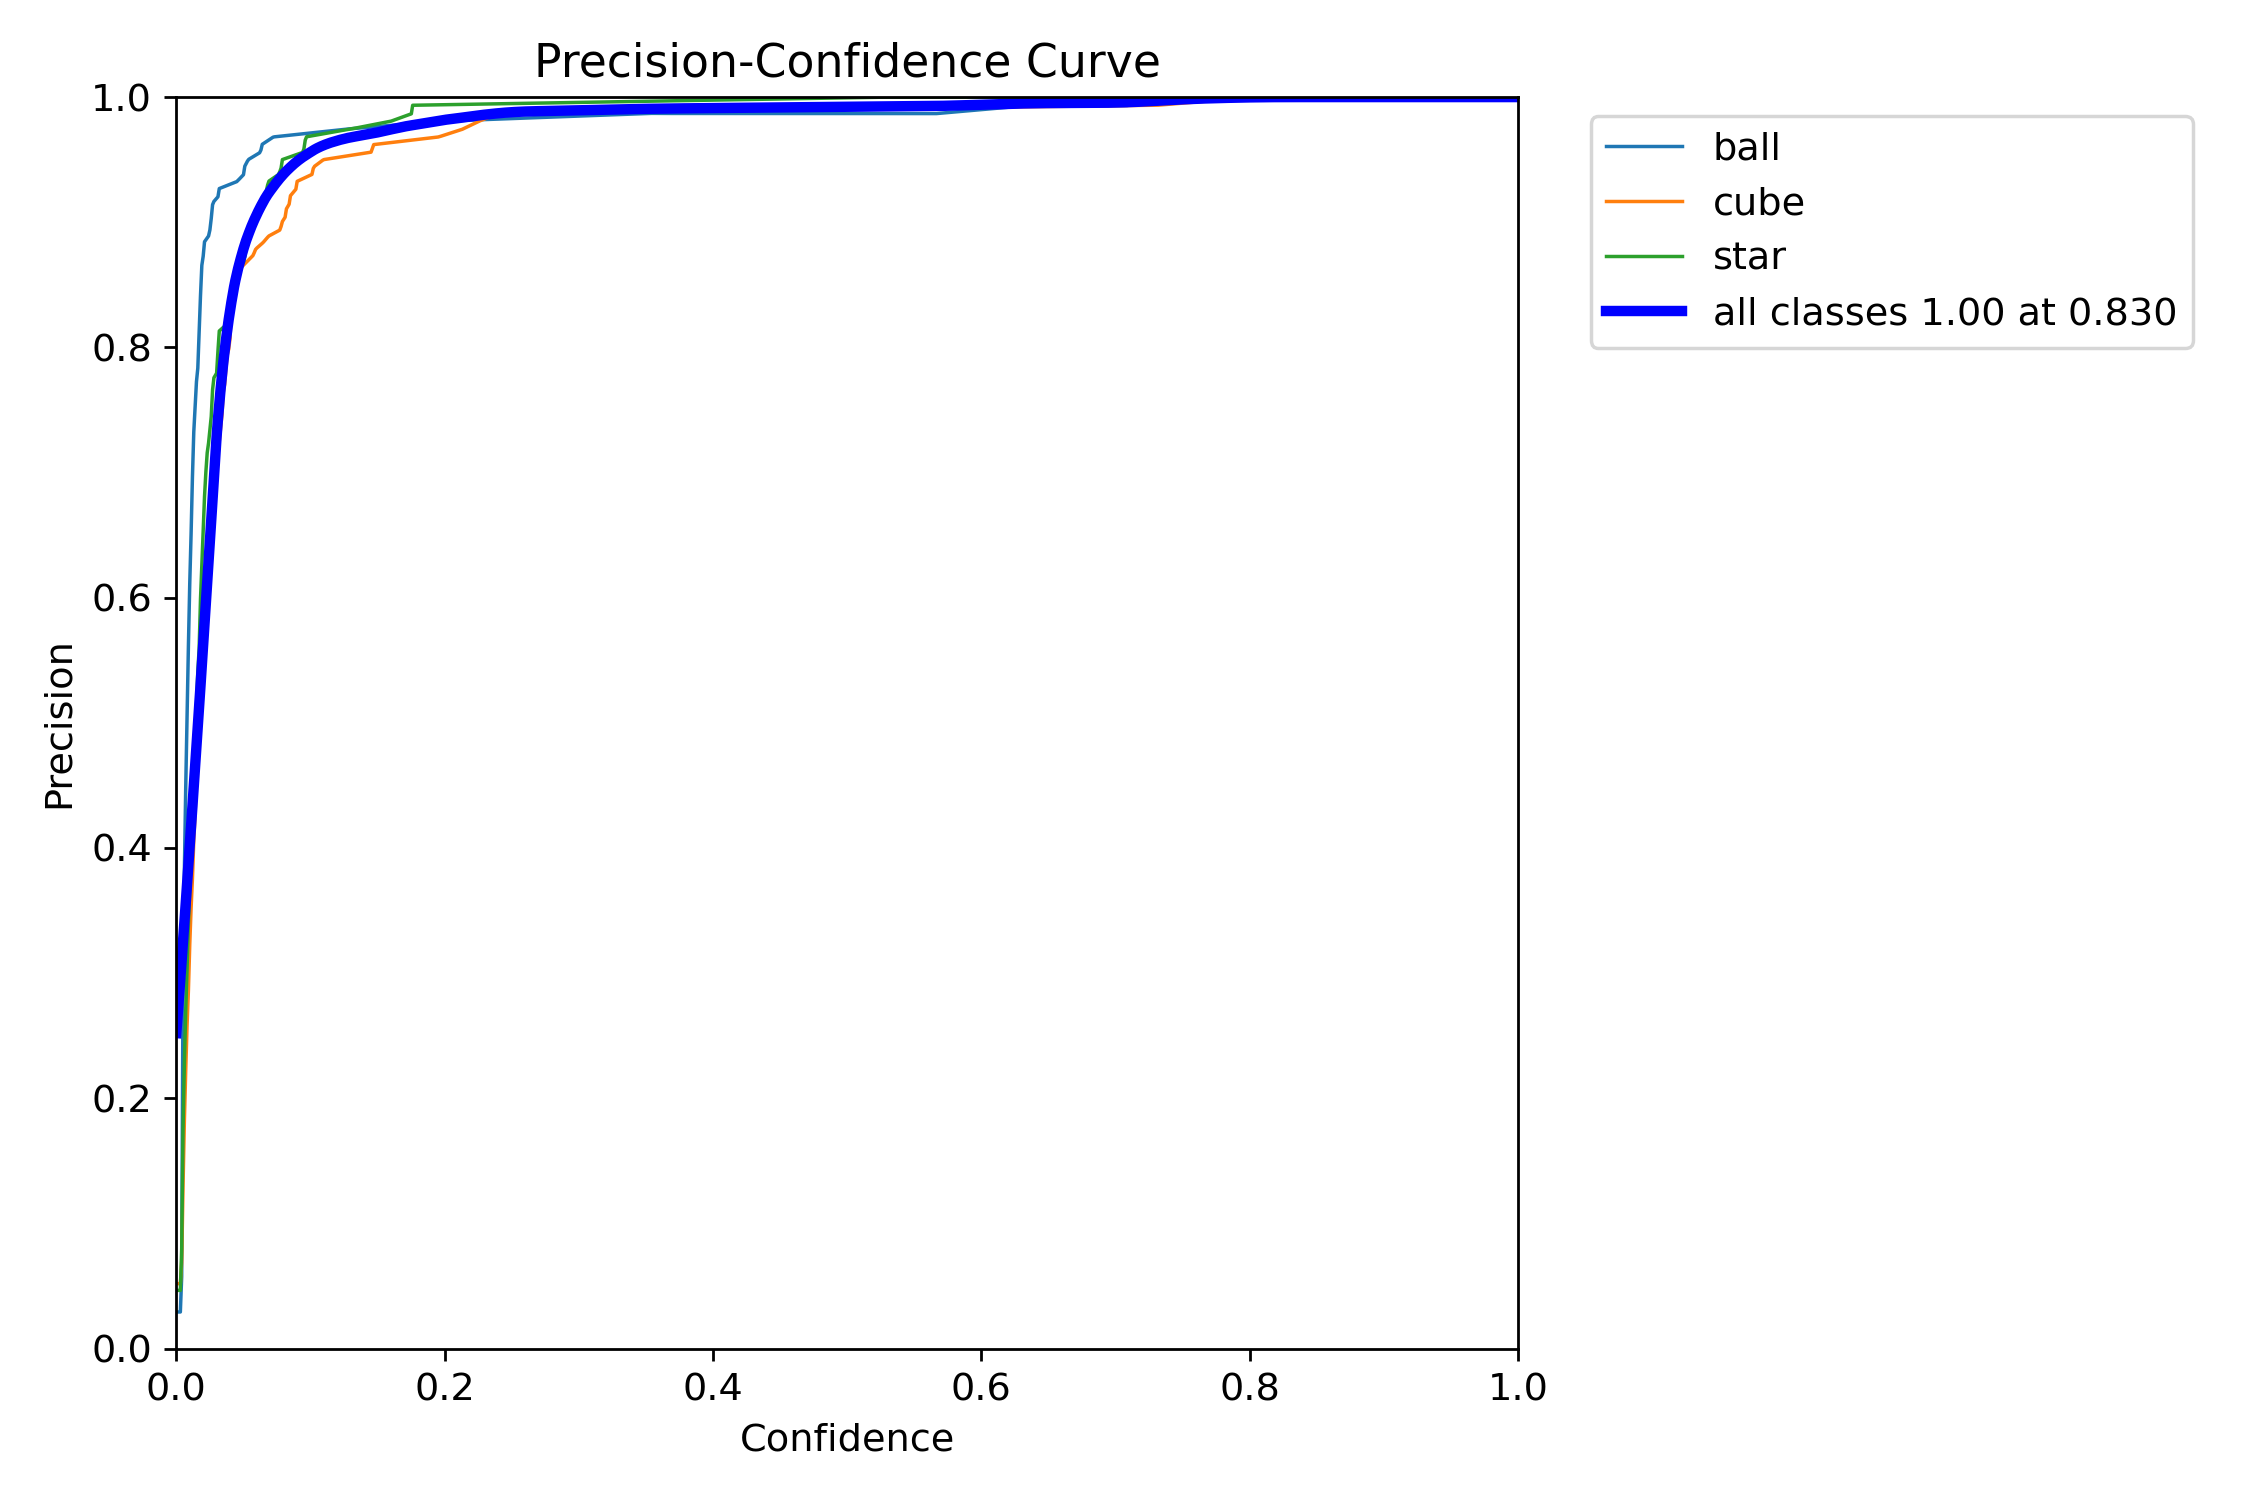 Precision-Confidence Curve
1.0
0.8
0.6
0.4
0.2
0.0
Precision
0.0 0.2 0.4 0.6 0.8 1.0
Confidence
ball
cube
star
all classes 1.00 at 0.830